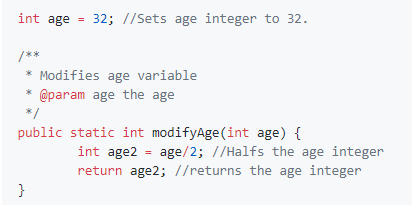 int age = 32; //Sets age integer to 32.
/**
* Modifies age variable
* @param age the age
*/
public static int modifyAge(int age) {
int age2 = age/2; //Halfs the age integer
return age2; //returns the age integer
}